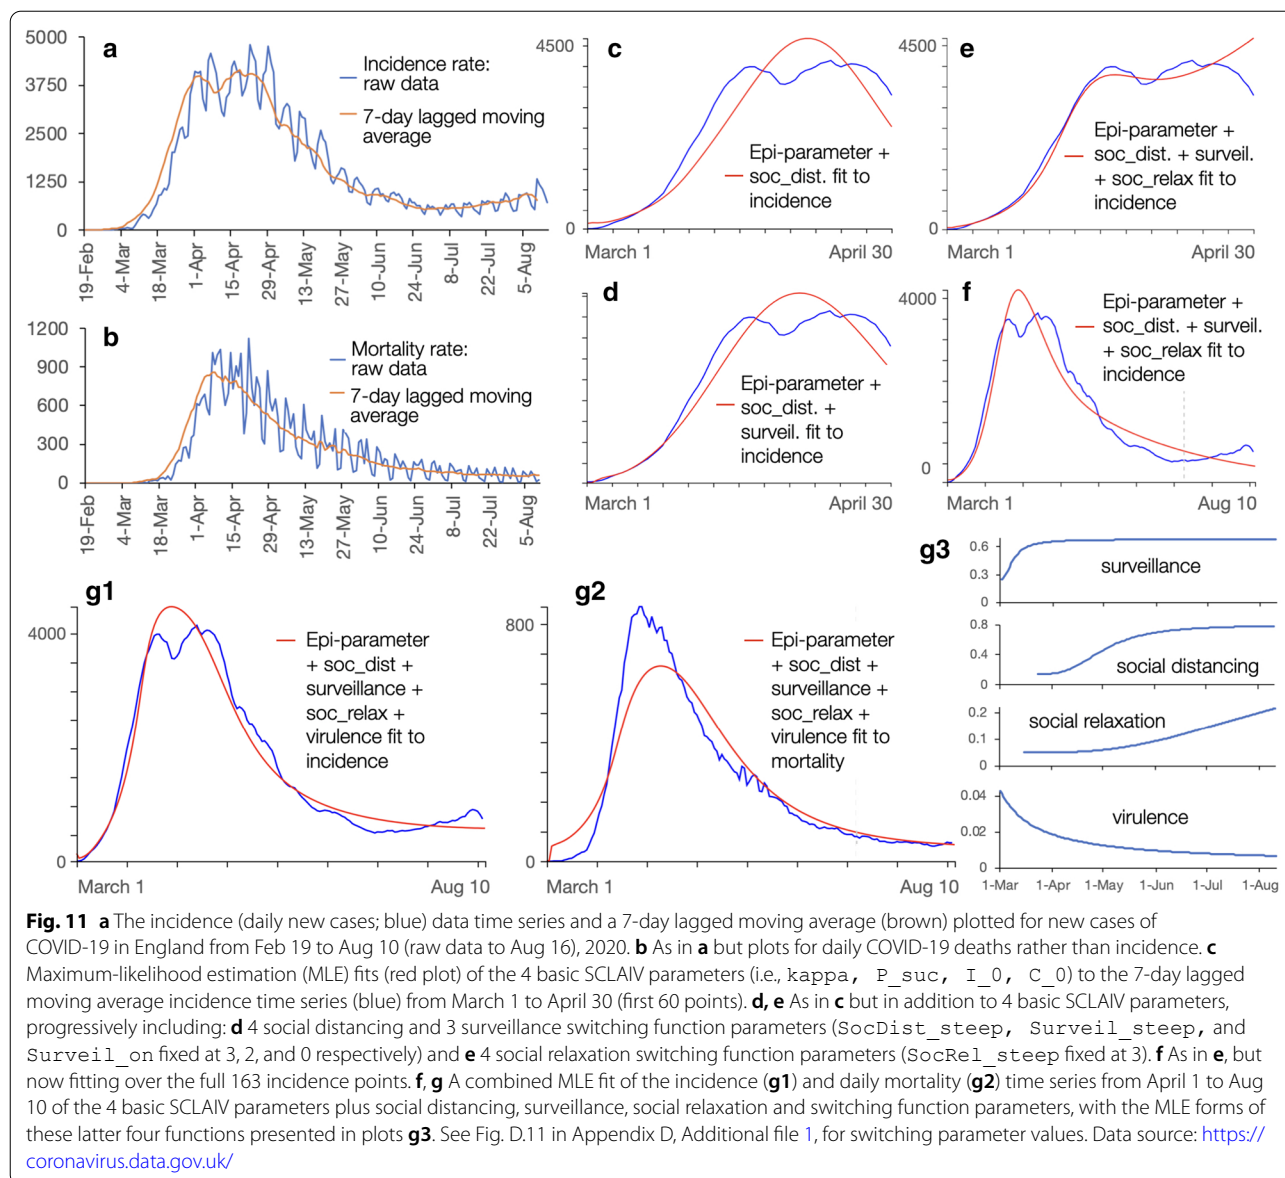 a
5000
3750
2500
1250
0
Incidence rate:
raw data
7-day lagged moving
average
19-Feb
4-Mar
18-Mar
1-Apr
15-Apr
29-Apr
13-May
27-May
10-Jun
24-Jun
8-Jul
22-Jul
5-Aug
b
1200
900
600
300
0
Mortality rate:
raw data
7-day lagged moving
average
19-Feb
4-Mar
18-Mar
1-Apr
15-Apr
29-Apr
13-May
27-May
10-Jun
24-Jun
8-Jul
22-Jul
5-Aug
c
4500
0
Epi-parameter +
soc_dist. fit to
incidence
March 1
April 30
d
Epi-parameter +
soc_dist. +
surveil. fit to
incidence
March 1
April 30
e
4500
0
Epi-parameter +
soc_dist. + surveil.
+ soc_relax fit to
incidence
March 1
April 30
f
4000
0
Epi-parameter +
soc_dist. + surveil.
+ soc_relax fit to
incidence
March 1
Aug 10
g1
4000
0
Epi-parameter
+ soc_dist +
surveillance +
soc_relax +
virulence fit to
incidence
March 1
Aug 10
g2
800
0
Epi-parameter
+ soc_dist +
surveillance +
soc_relax +
virulence fit to
mortality
March 1
Aug 10
g3
0.6
0.3
0
surveillance
0.8
0.4
0
social distancing
0.2
0.1
0
social relaxation
0.04
0.02
0
virulence
1-Mar
1-Apr
1-May
1-Jun
1-Jul
1-Aug
Fig. 11 a The incidence (daily new cases; blue) data time series and a 7-day lagged moving average (brown) plotted for new cases of
COVID-19 in England from Feb 19 to Aug 10 (raw data to Aug 16), 2020. b As in a but plots for daily COVID-19 deaths rather than incidence. c
Maximum-likelihood estimation (MLE) fits (red plot) of the 4 basic SCLAIV parameters (i.e., kappa, P_suc, I_0, C_0) to the 7-day lagged
moving average incidence time series (blue) from March 1 to April 30 (first 60 points). d, e As in c but in addition to 4 basic SCLAIV parameters,
progressively including: d 4 social distancing and 3 surveillance switching function parameters (SocDist_steep, Surveil_steep, and
Surveil_on fixed at 3, 2, and 0 respectively) and e 4 social relaxation switching function parameters (SocRel_steep fixed at 3). f As in e, but
now fitting over the full 163 incidence points. f, g A combined MLE fit of the incidence (g1) and daily mortality (g2) time series from April 1 to Aug
10 of the 4 basic SCLAIV parameters plus social distancing, surveillance, social relaxation and switching function parameters, with the MLE forms of
these latter four functions presented in plots g3. See Fig. D.11 in Appendix D, Additional file 1, for switching parameter values. Data source: https://
coronavirus.data.gov.uk/